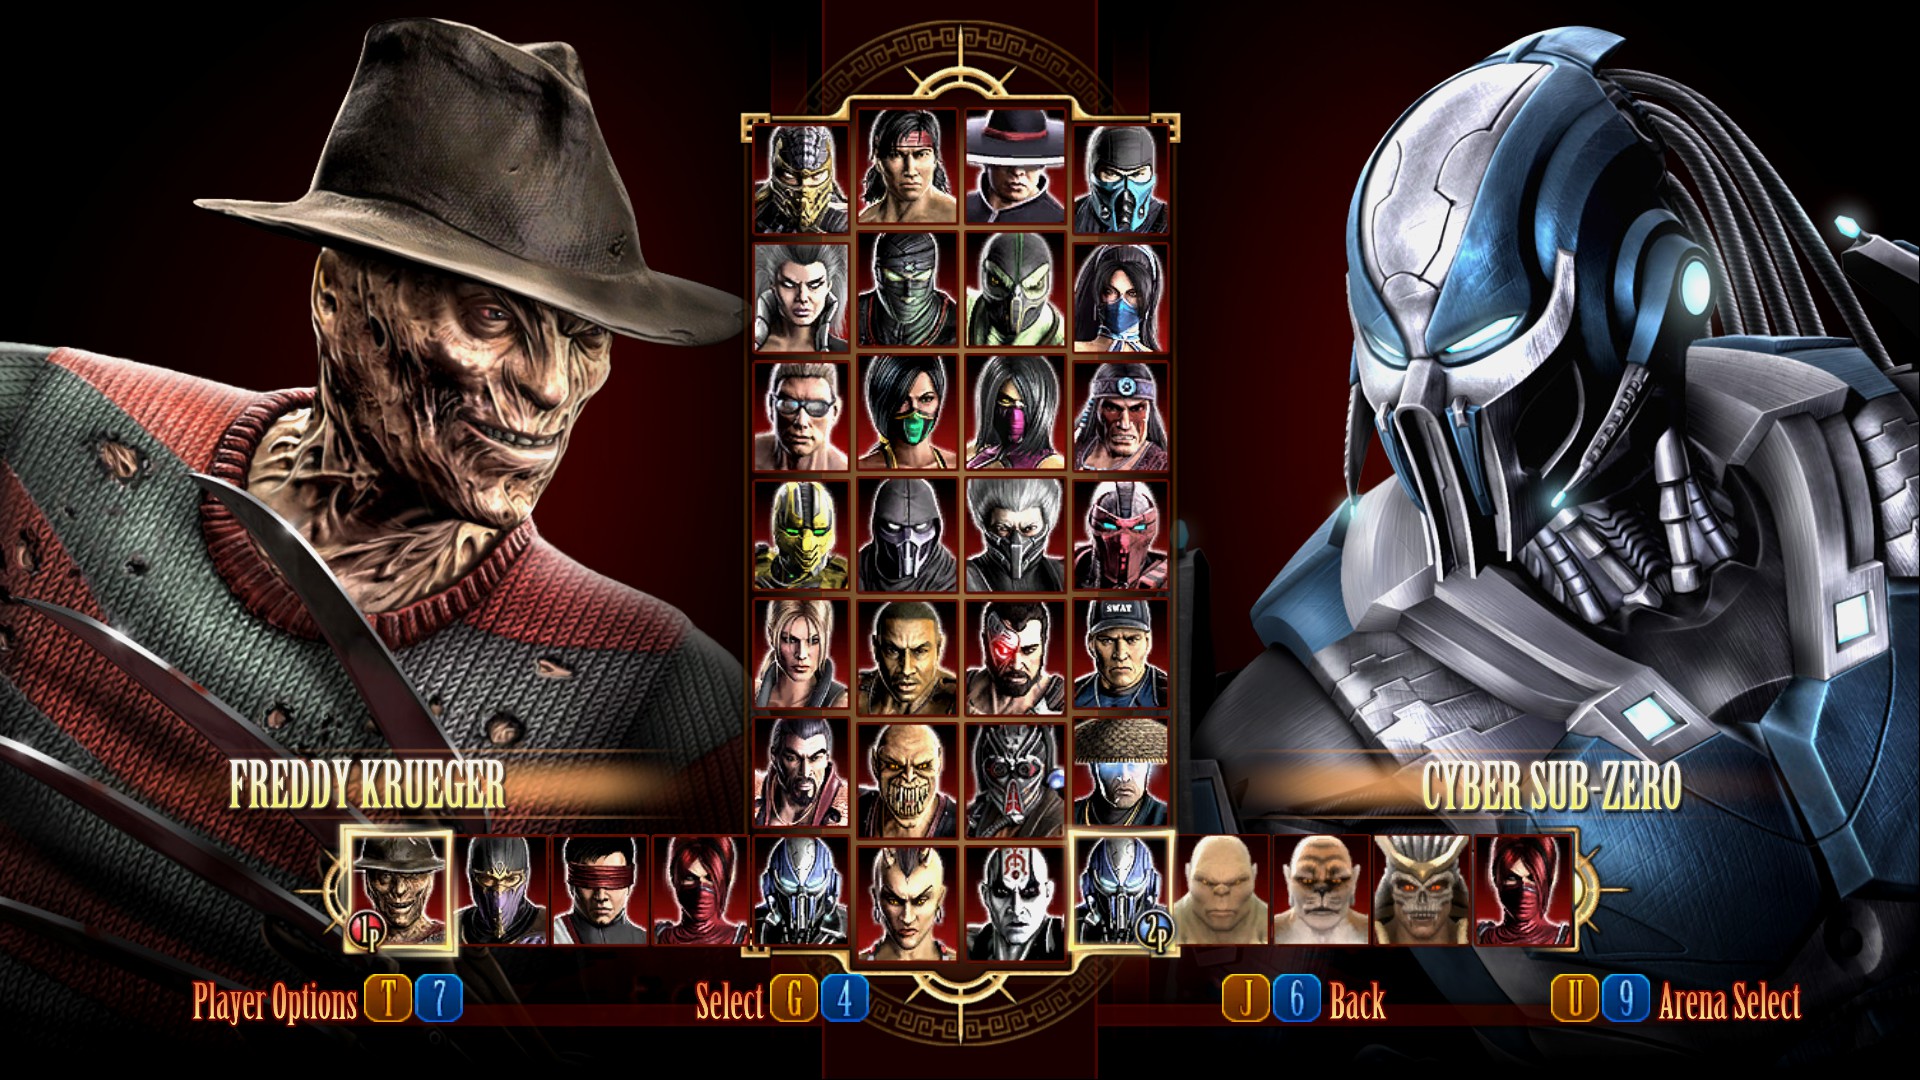 SWAT
FREDDY KRUEGER
CYBER SUB-ZERO
1P
2P
Player Options T 7
Select G 4
J 6 Back
U 9 Arena Select